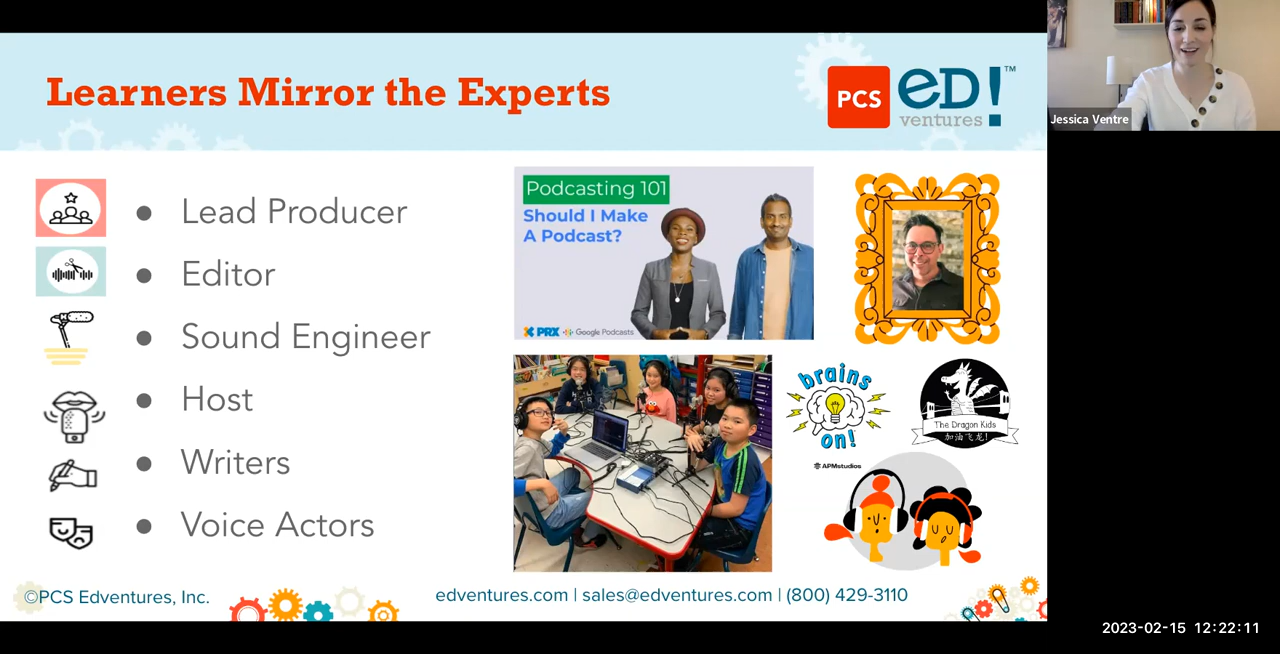 Learners Mirror the Experts
PCS
eD! ™
ventures
Jessica Ventre
• Lead Producer
• Editor
• Sound Engineer
• Host
• Writers
• Voice Actors
Podcasting 101
Should I Make
A Podcast?
PRX
Google Podcasts
brains
on!
APMstudios
The Dragon Kids
加油飞龙!
©PCS Edventures, Inc.
edventures.com | sales@edventures.com | (800) 429-3110
2023-02-15 12:22:11